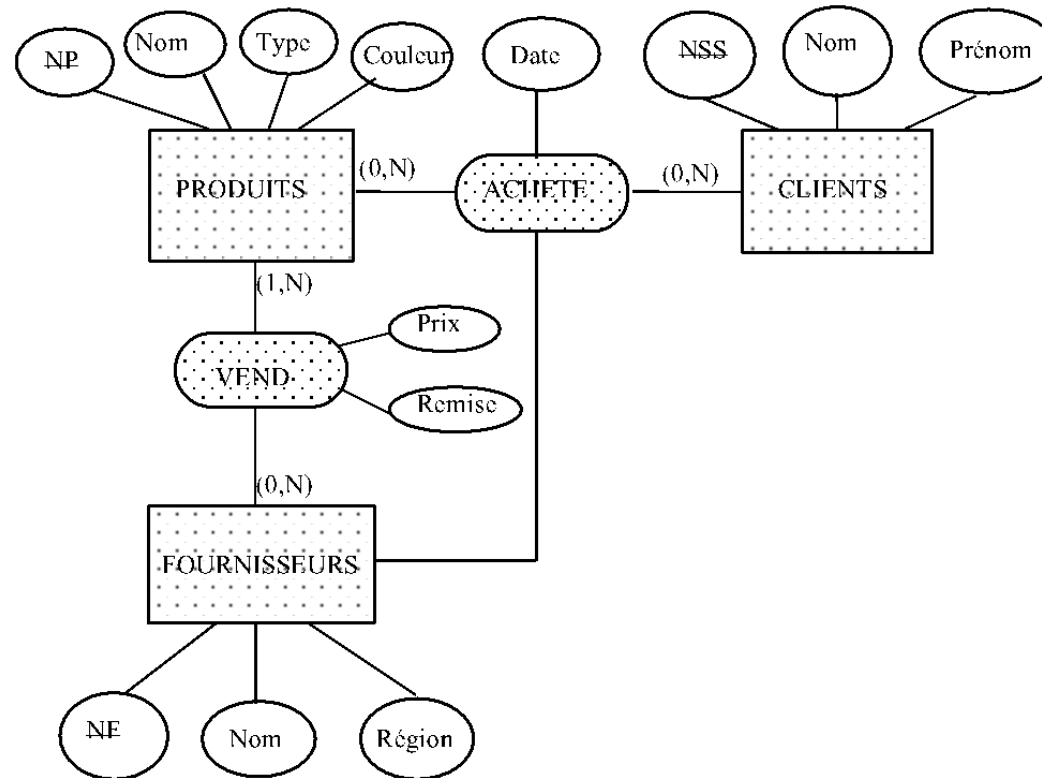 NP
Nom
Type
Couleur
Date
NSS
Nom
Prénom
PRODUITS
(0,N)
ACHETE
(0,N)
CLIENTS
(1,N)
Prix
VEND
Remise
(0,N)
FOURNISSEURS
NF
Nom
Région